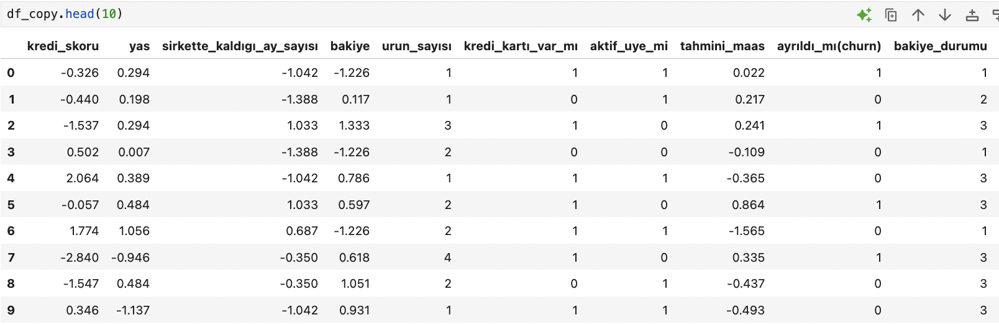 df_copy.head(10)
kredi_skoru yas sirkette_kaldıgı_ay_sayısı bakiye urun_sayısı kredi_kartı_var_mı aktif_uye_mi tahmini_maas ayrıldı_mı(churn) bakiye_durumu
0 -0.326 0.294 -1.042 -1.226 1 1 1 0.022 1 1
1 -0.440 0.198 -1.388 0.117 1 0 1 0.217 0 2
2 -1.537 0.294 1.033 1.333 3 1 0 0.241 1 3
3 0.502 0.007 -1.388 -1.226 2 0 0 -0.109 0 1
4 2.064 0.389 -1.042 0.786 1 1 1 -0.365 0 3
5 -0.057 0.484 1.033 0.597 2 1 0 0.864 1 3
6 1.774 1.056 0.687 -1.226 2 1 1 -1.565 0 1
7 -2.840 -0.946 -0.350 0.618 4 1 0 0.335 1 3
8 -1.547 0.484 -0.350 1.051 2 0 1 -0.437 0 3
9 0.346 -1.137 -1.042 0.931 1 1 1 -0.493 0 3